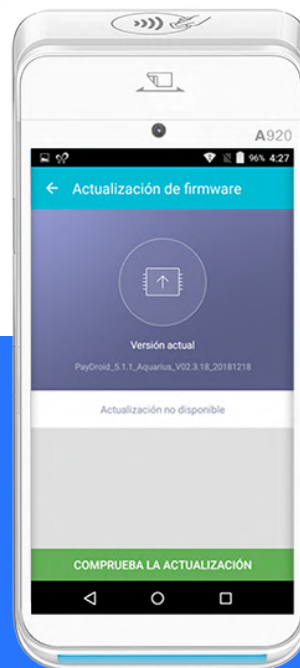 A920
96% 4:27
Actualización de firmware
Versión actual
PayDroid_5.1.1_Aquarius_V02.3.18_20181218
Actualización no disponible
COMPRUEBA LA ACTUALIZACIÓN